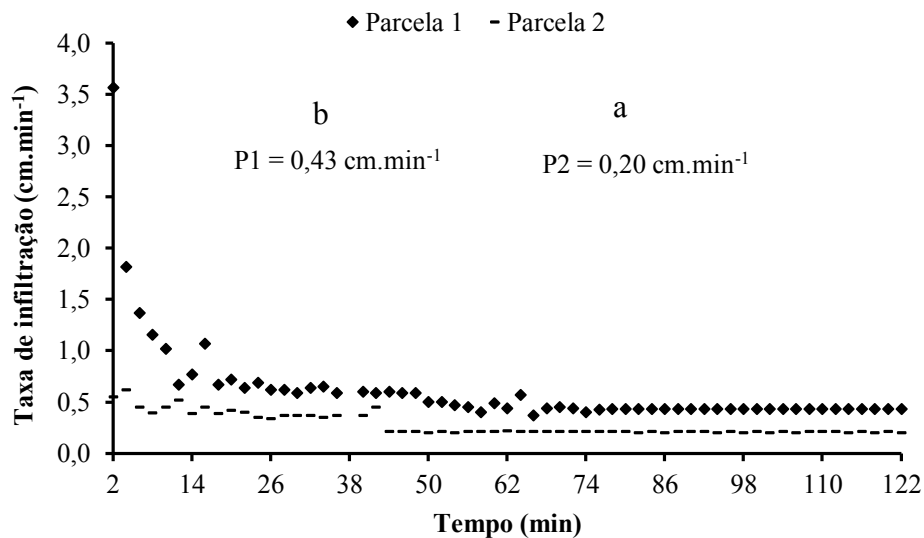 ◆ Parcela 1 - Parcela 2
Taxa de infiltração (cm.min⁻¹)
4,0
3,5
3,0
2,5
2,0
1,5
1,0
0,5
0,0
b a
P1 = 0,43 cm.min⁻¹ P2 = 0,20 cm.min⁻¹
2 14 26 38 50 62 74 86 98 110 122
Tempo (min)